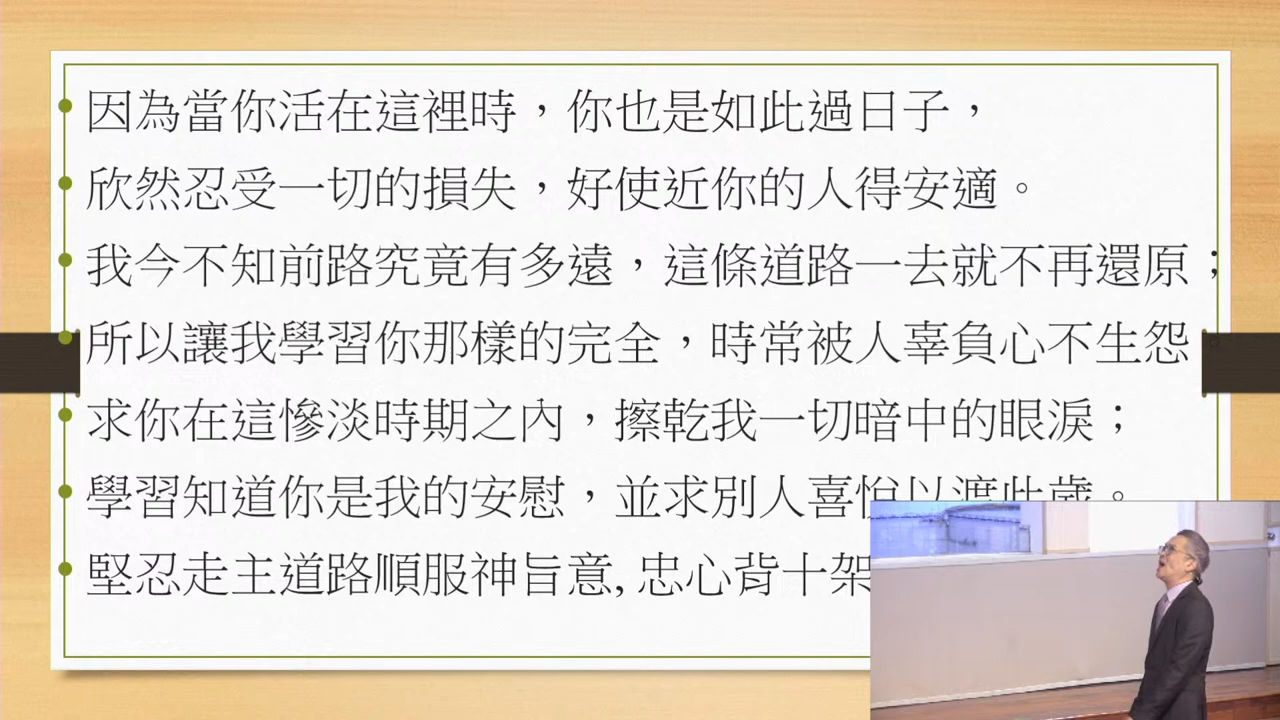 因為當你活在這裡時，你也是如此過日子，
欣然忍受一切的損失，好使近你的人得安適。
我今不知前路究竟有多遠，這條道路一去就不再還原；
所以讓我學習你那樣的完全，時常被人辜負心不生怨
求你在這慘淡時期之內，擦乾我一切暗中的眼淚；
學習知道你是我的安慰，並求別人喜悅以渡此歲。
堅忍走主道路順服神旨意, 忠心背十架